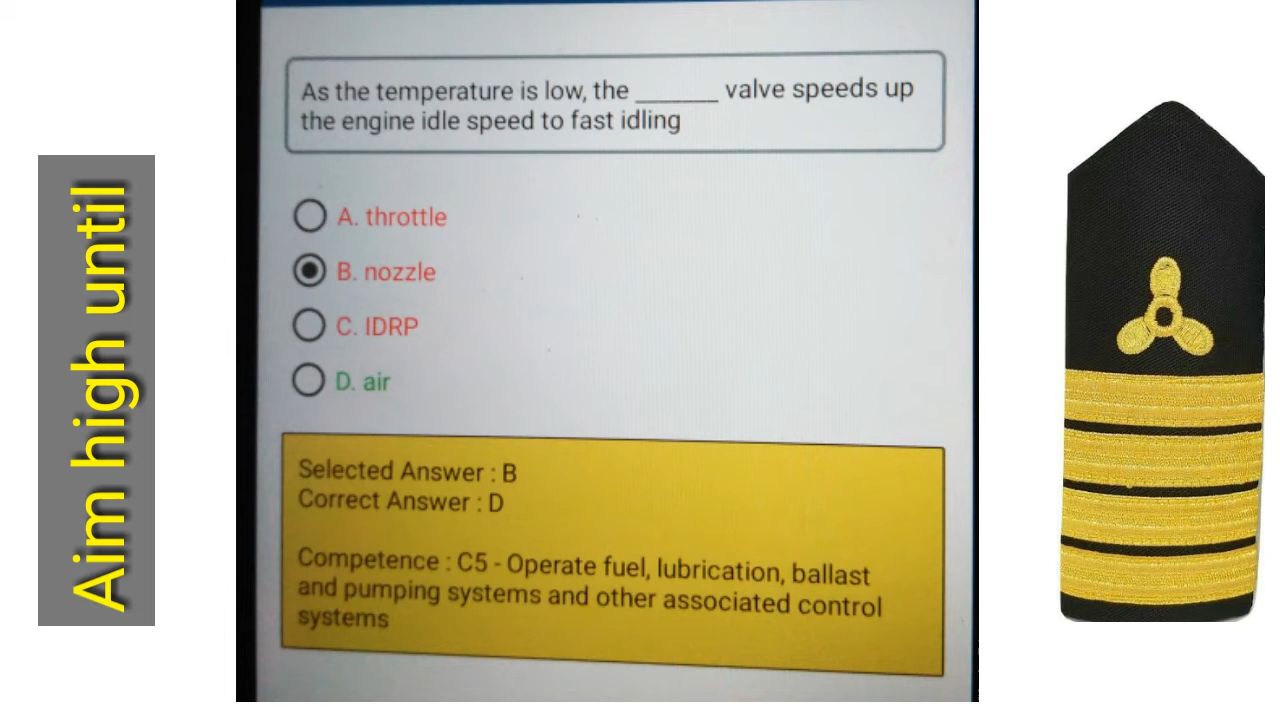 Aim high until
As the temperature is low, the ______ valve speeds up
the engine idle speed to fast idling
A. throttle
B. nozzle
C. IDRP
D. air
Selected Answer : B
Correct Answer : D
Competence : C5 - Operate fuel, lubrication, ballast
and pumping systems and other associated control
systems